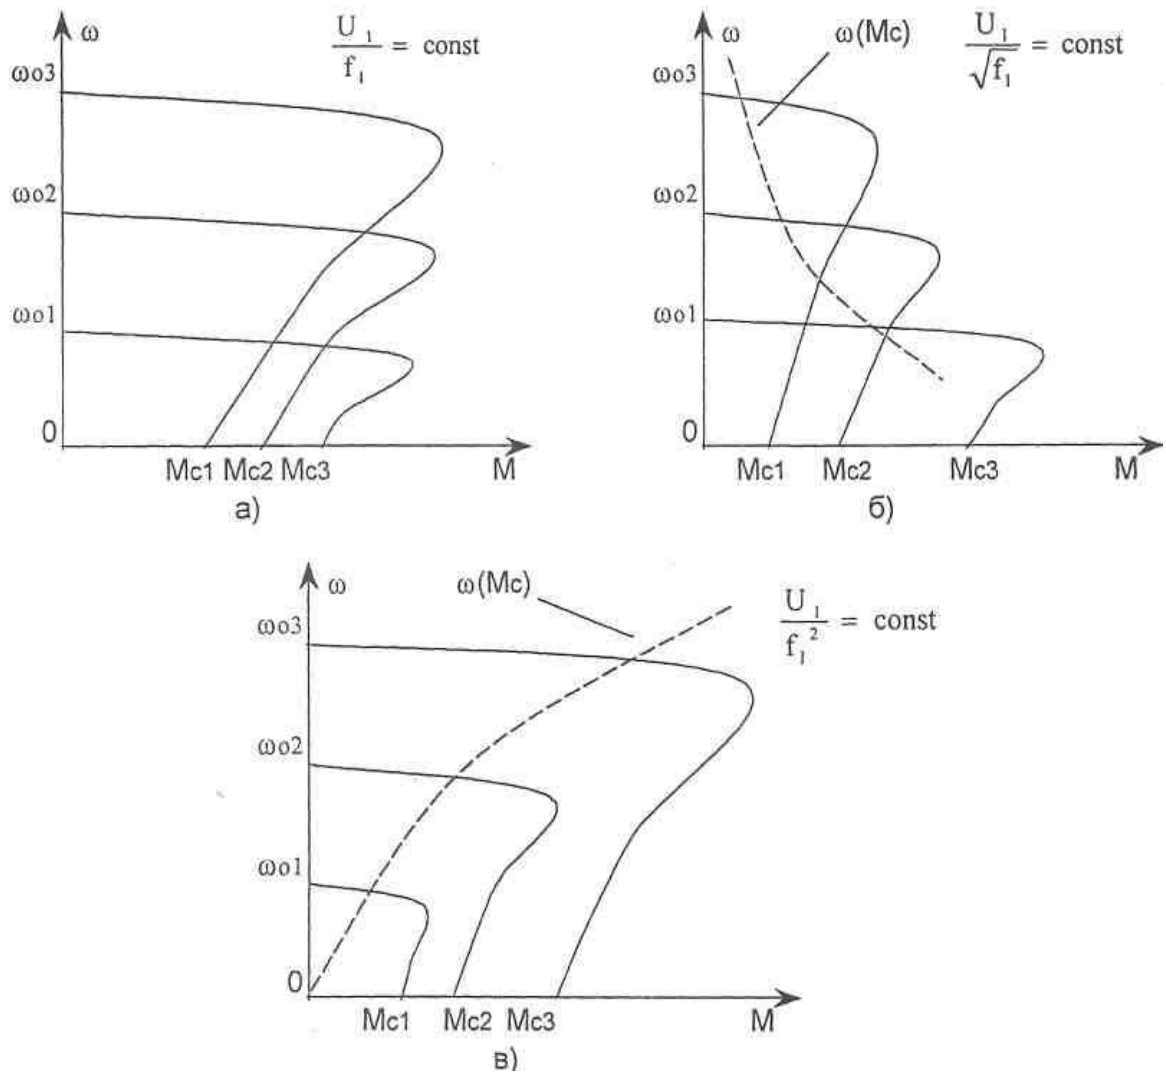 ω
U₁/f₁ = const
ωo3
ωo2
ωo1
0
Mc1 Mc2 Mc3 M
а)
ω
ω(Mc)
U₁/√f₁ = const
ωo3
ωo2
ωo1
0
Mc1 Mc2 Mc3 M
б)
ω
ω(Mc)
U₁/f₁² = const
ωo3
ωo2
ωo1
0
Mc1 Mc2 Mc3 M
в)